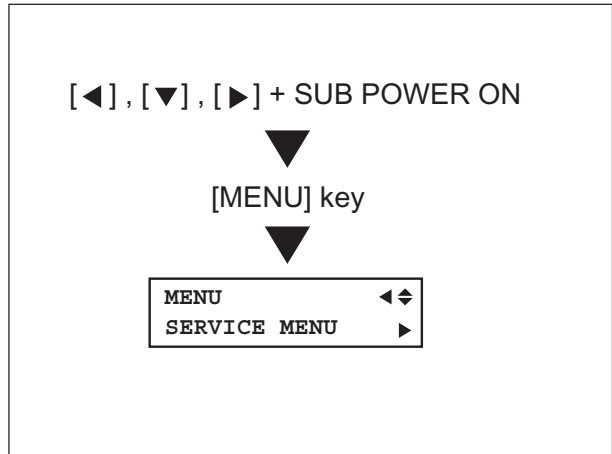 [◀] , [▼] , [▶] + SUB POWER ON
[MENU] key
MENU ◀◆
SERVICE MENU ▶